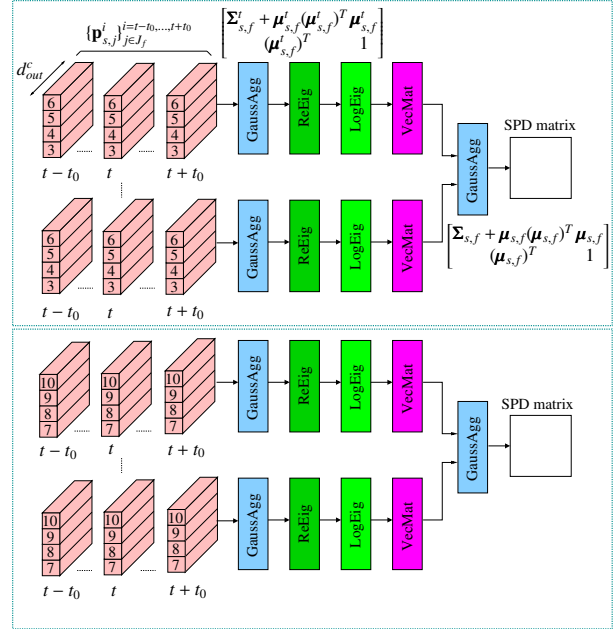 {p^i_{s,j}}^{i=t−t_0,...,t+t_0}_{j∈J_f}
[Σ^t_{s,f} + μ^t_{s,f}(μ^t_{s,f})^T μ^t_{s,f}
(μ^t_{s,f})^T 1]
d^c_{out}
6 6 6
5 5 5
4 4 4
3 3 3
...... ......
t − t_0 t t + t_0
GaussAgg
ReEig
LogEig
VecMat
GaussAgg
SPD matrix
[Σ_{s,f} + μ_{s,f}(μ_{s,f})^T μ_{s,f}
(μ_{s,f})^T 1]
6 6 6
5 5 5
4 4 4
3 3 3
...... ......
t − t_0 t t + t_0
GaussAgg
ReEig
LogEig
VecMat
10 10 10
9 9 9
8 8 8
7 7 7
...... ......
t − t_0 t t + t_0
GaussAgg
ReEig
LogEig
VecMat
GaussAgg
SPD matrix
10 10 10
9 9 9
8 8 8
7 7 7
...... ......
t − t_0 t t + t_0
GaussAgg
ReEig
LogEig
VecMat